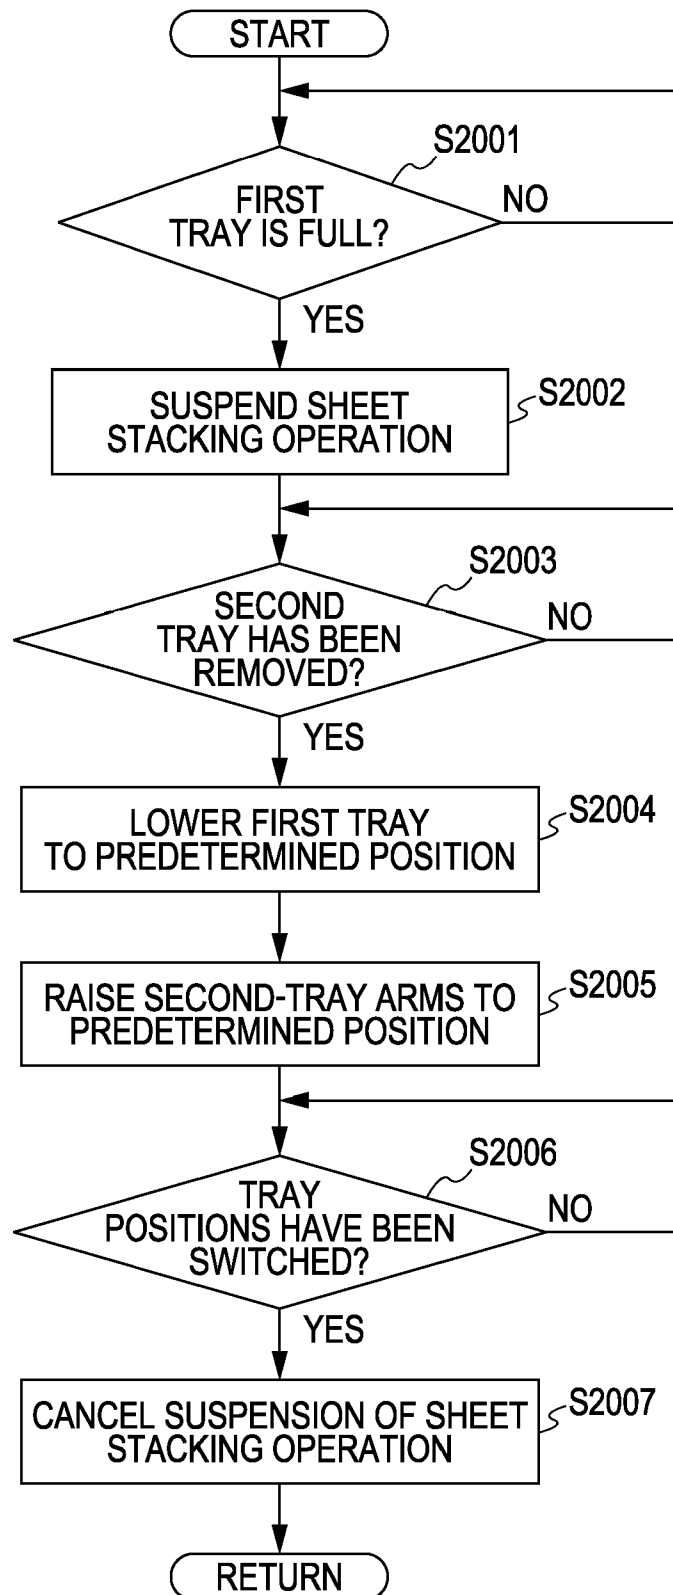 START
S2001
FIRST
TRAY IS FULL?
NO
YES
SUSPEND SHEET
STACKING OPERATION
S2002
S2003
SECOND
TRAY HAS BEEN
REMOVED?
NO
YES
LOWER FIRST TRAY
TO PREDETERMINED POSITION
S2004
RAISE SECOND-TRAY ARMS TO
PREDETERMINED POSITION
S2005
S2006
TRAY
POSITIONS HAVE BEEN
SWITCHED?
NO
YES
CANCEL SUSPENSION OF SHEET
STACKING OPERATION
S2007
RETURN